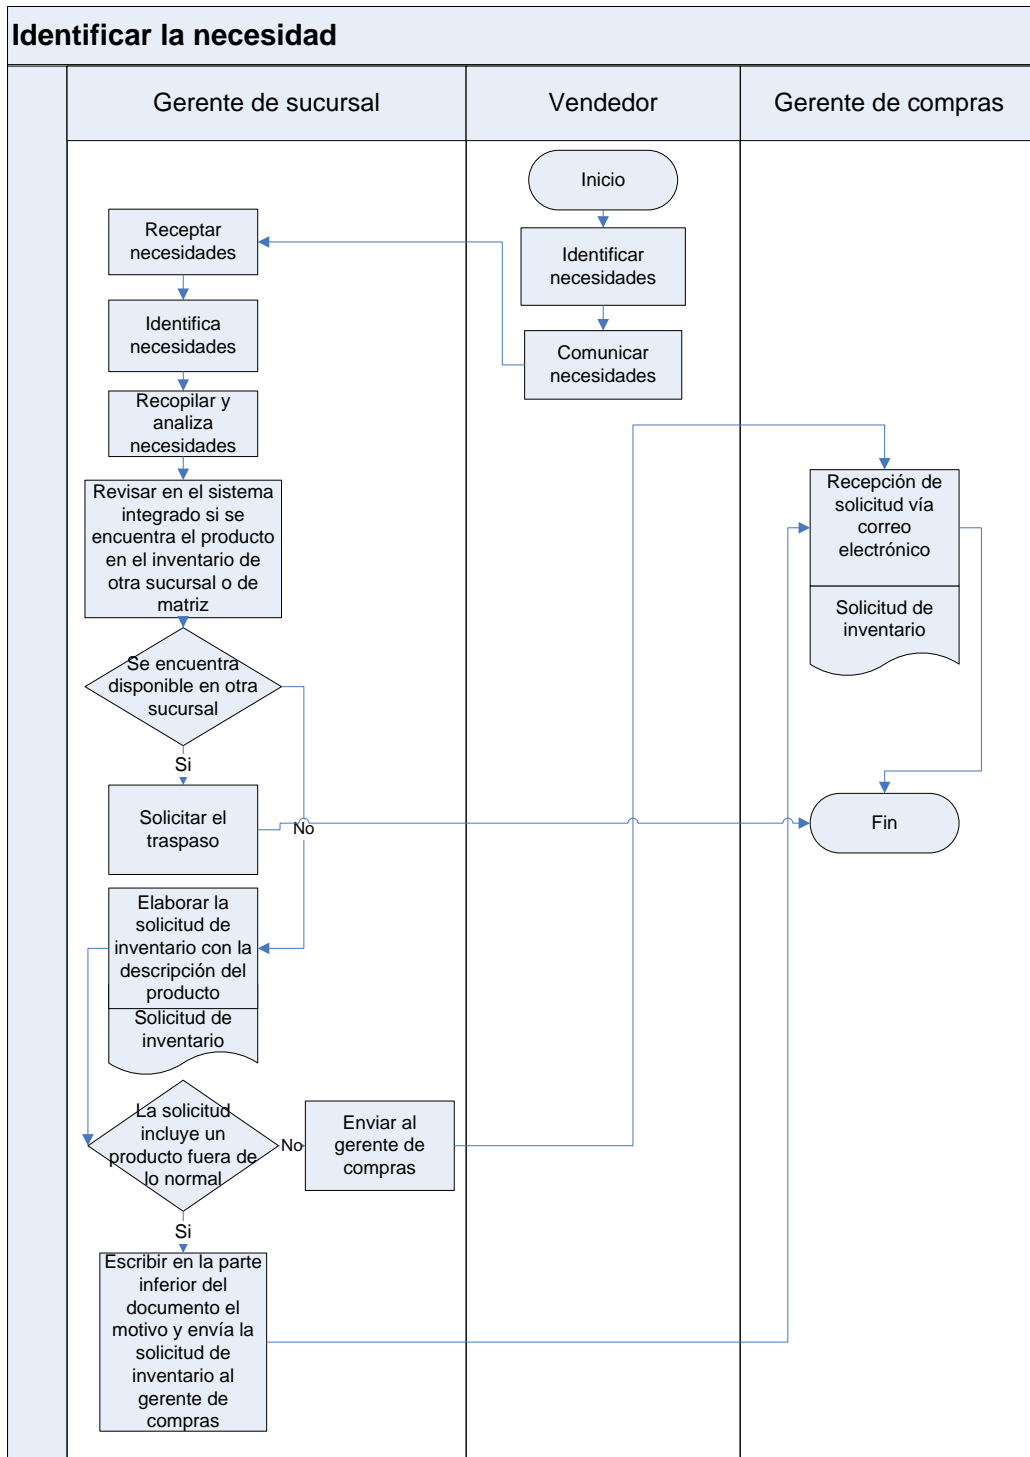 Identificar la necesidad
Gerente de sucursal
Vendedor
Gerente de compras
Inicio
Identificar
necesidades
Comunicar
necesidades
Receptar
necesidades
Identifica
necesidades
Recopilar y
analiza
necesidades
Revisar en el sistema
integrado si se
encuentra el producto
en el inventario de
otra sucursal o de
matriz
Se encuentra
disponible en otra
sucursal
Si
No
Solicitar el
traspaso
Elaborar la
solicitud de
inventario con la
descripción del
producto
Solicitud de
inventario
La solicitud
incluye un
producto fuera de
lo normal
No
Enviar al
gerente de
compras
Si
Escribir en la parte
inferior del
documento el
motivo y envía la
solicitud de
inventario al
gerente de
compras
Recepción de
solicitud vía
correo
electrónico
Solicitud de
inventario
Fin